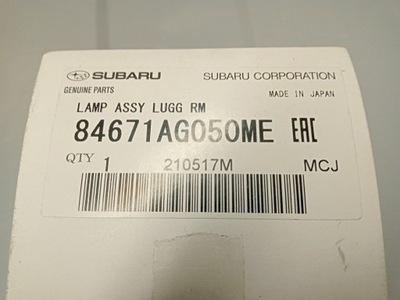 SUBARU SUBARU CORPORATION
GENUINE PARTS MADE IN JAPAN
LAMP ASSY LUGG RM
84671AG050ME EAC
QTY 1 210517M MCJ